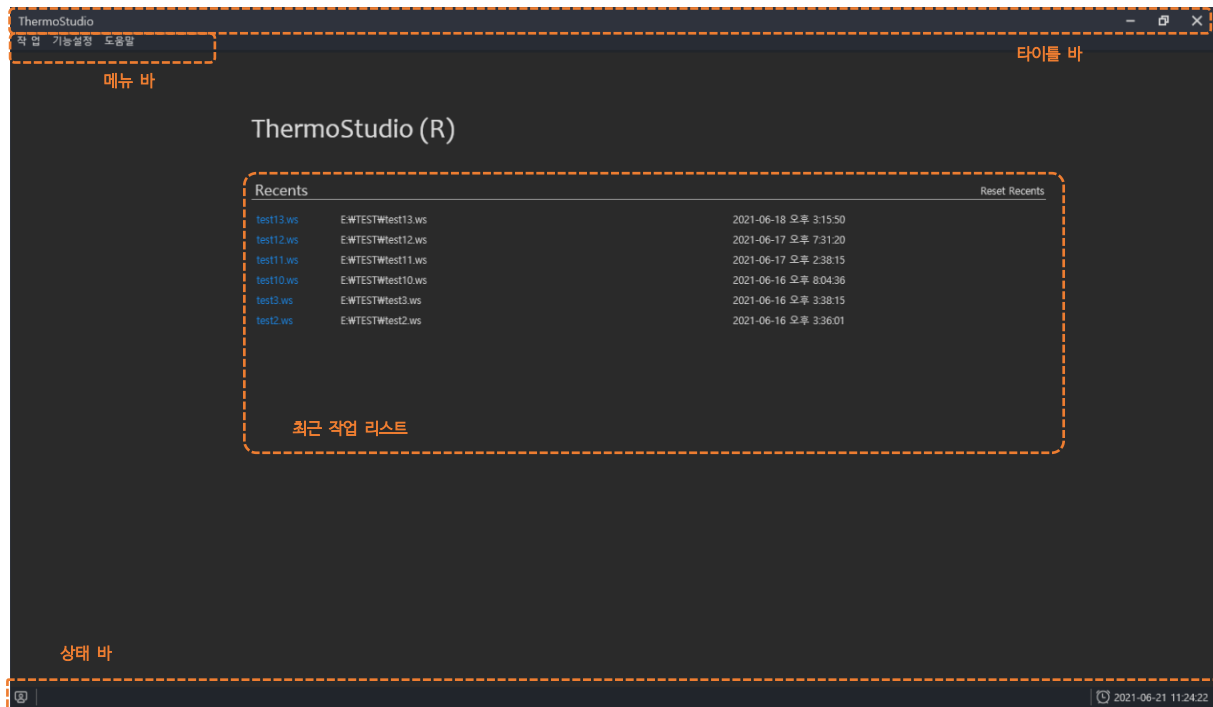 ThermoStudio
작 업 기능설정 도움말
타이틀 바
메뉴 바
ThermoStudio (R)
Recents Reset Recents
test13.ws E:₩TEST₩test13.ws 2021-06-18 오후 3:15:50
test12.ws E:₩TEST₩test12.ws 2021-06-17 오후 7:31:20
test11.ws E:₩TEST₩test11.ws 2021-06-17 오후 2:38:15
test10.ws E:₩TEST₩test10.ws 2021-06-16 오후 8:04:36
test3.ws E:₩TEST₩test3.ws 2021-06-16 오후 3:38:15
test2.ws E:₩TEST₩test2.ws 2021-06-16 오후 3:36:01
최근 작업 리스트
상태 바
2021-06-21 11:24:22